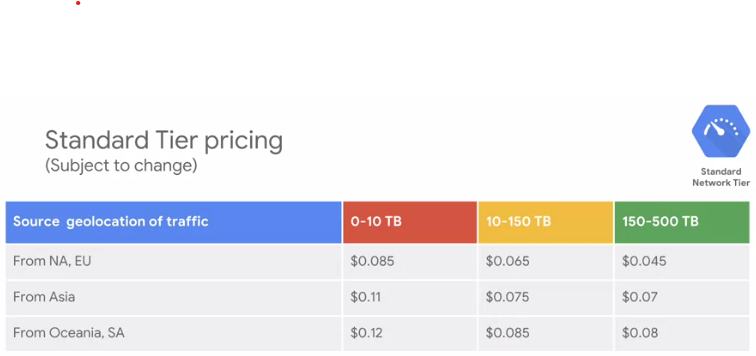 Standard Tier pricing
(Subject to change)
Standard
Network Tier
Source geolocation of traffic 0-10 TB 10-150 TB 150-500 TB
From NA, EU $0.085 $0.065 $0.045
From Asia $0.11 $0.075 $0.07
From Oceania, SA $0.12 $0.085 $0.08